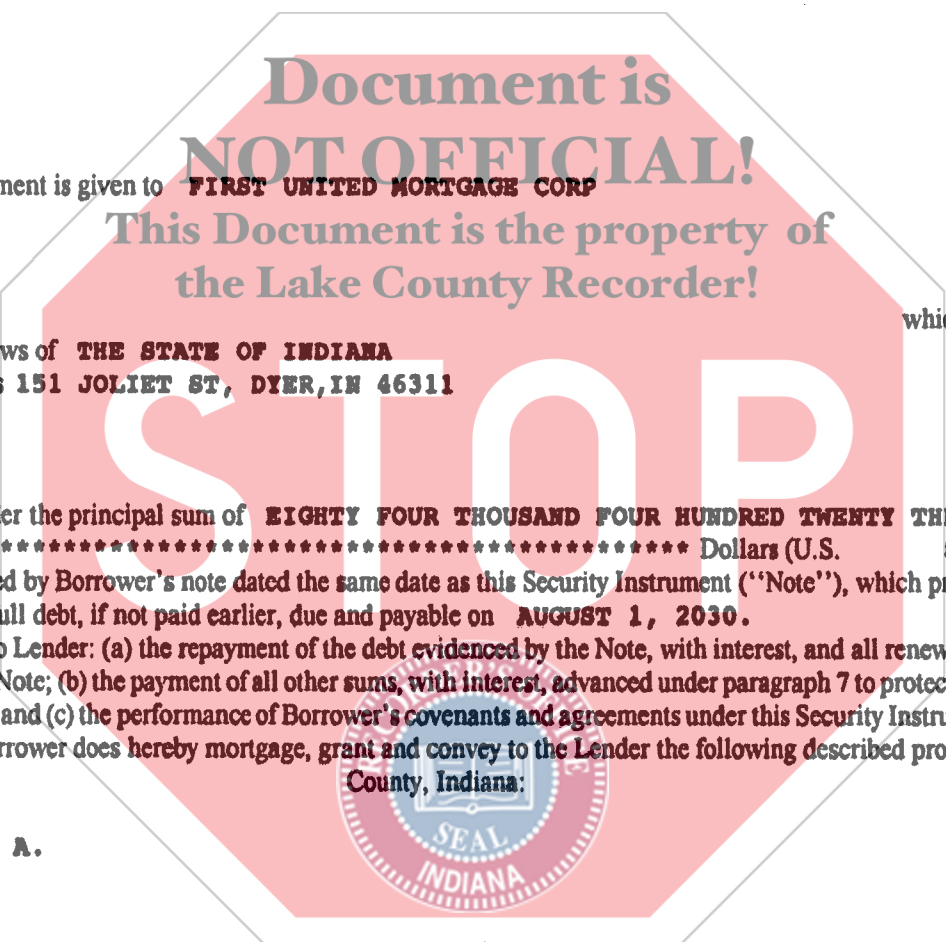 Document is
NOT OFFICIAL!
ment is given to FIRST UNITED MORTGAGE CORP
This Document is the property of
the Lake County Recorder!
whic
ws of THE STATE OF INDIANA
s 151 JOLIET ST, DYER,IN 46311
STOP
er the principal sum of EIGHTY FOUR THOUSAND FOUR HUNDRED TWENTY THE
******************************************** Dollars (U.S.
ed by Borrower's note dated the same date as this Security Instrument (“Note”), which pr
ull debt, if not paid earlier, due and payable on AUGUST 1, 2030.
o Lender: (a) the repayment of the debt evidenced by the Note, with interest, and all renew
Note; (b) the payment of all other sums, with interest, advanced under paragraph 7 to protec
and (c) the performance of Borrower's covenants and agreements under this Security Instru
rrower does hereby mortgage, grant and convey to the Lender the following described pro
County, Indiana:
A.
SEAL
INDIANA